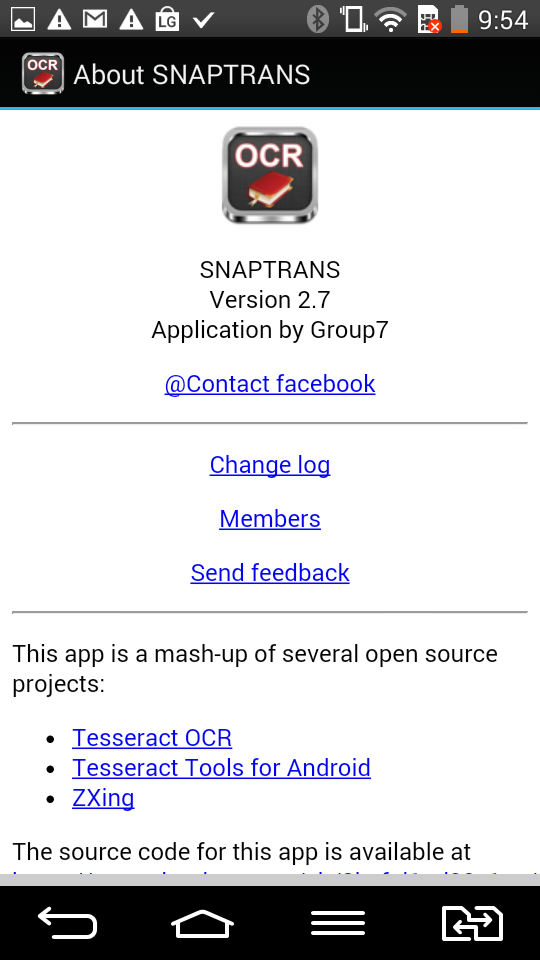 LG
9:54
OCR
About SNAPTRANS
OCR
SNAPTRANS
Version 2.7
Application by Group7
@Contact facebook
Change log
Members
Send feedback
This app is a mash-up of several open source
projects:
Tesseract OCR
Tesseract Tools for Android
ZXing
The source code for this app is available at